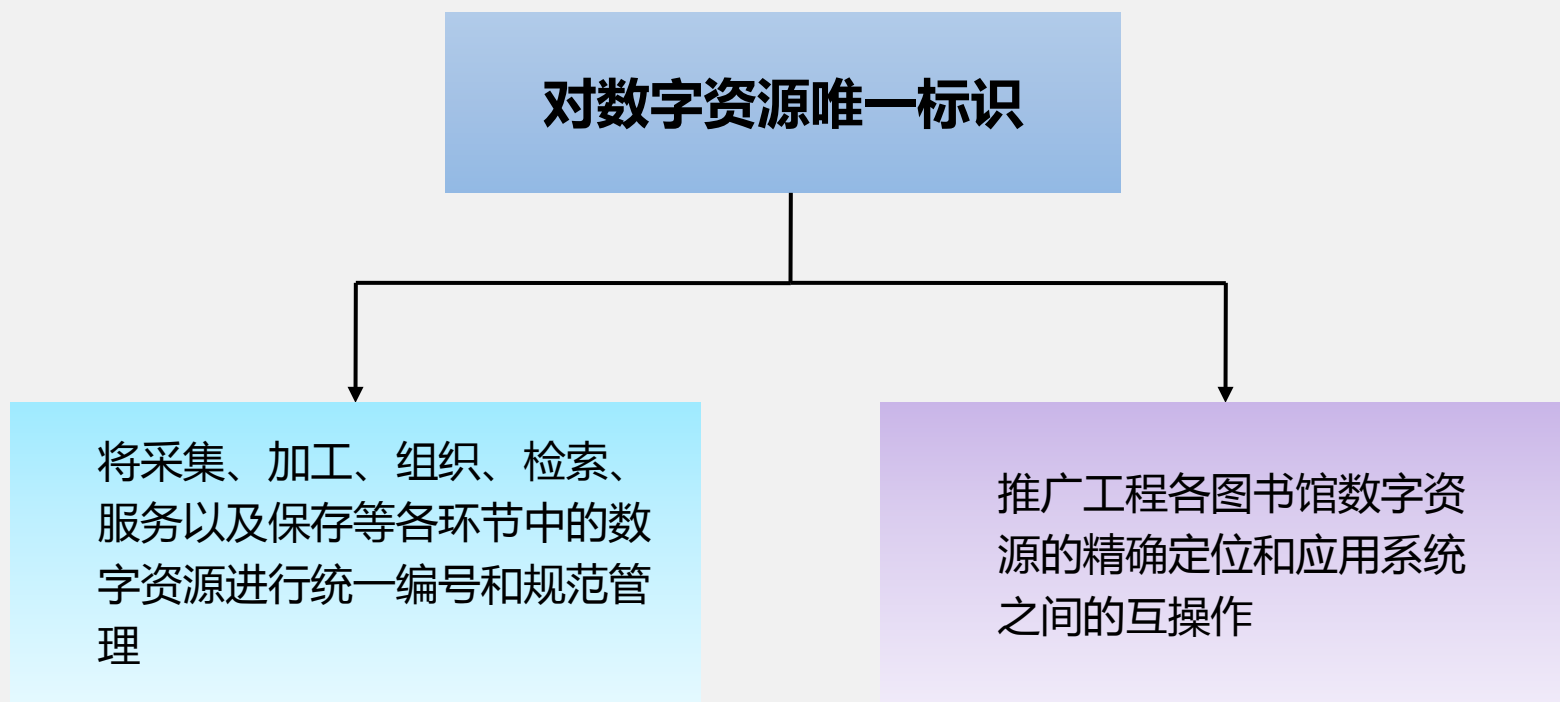 对数字资源唯一标识
将采集、加工、组织、检索、
服务以及保存等各环节中的数
字资源进行统一编号和规范管
理
推广工程各图书馆数字资
源的精确定位和应用系统
之间的互操作